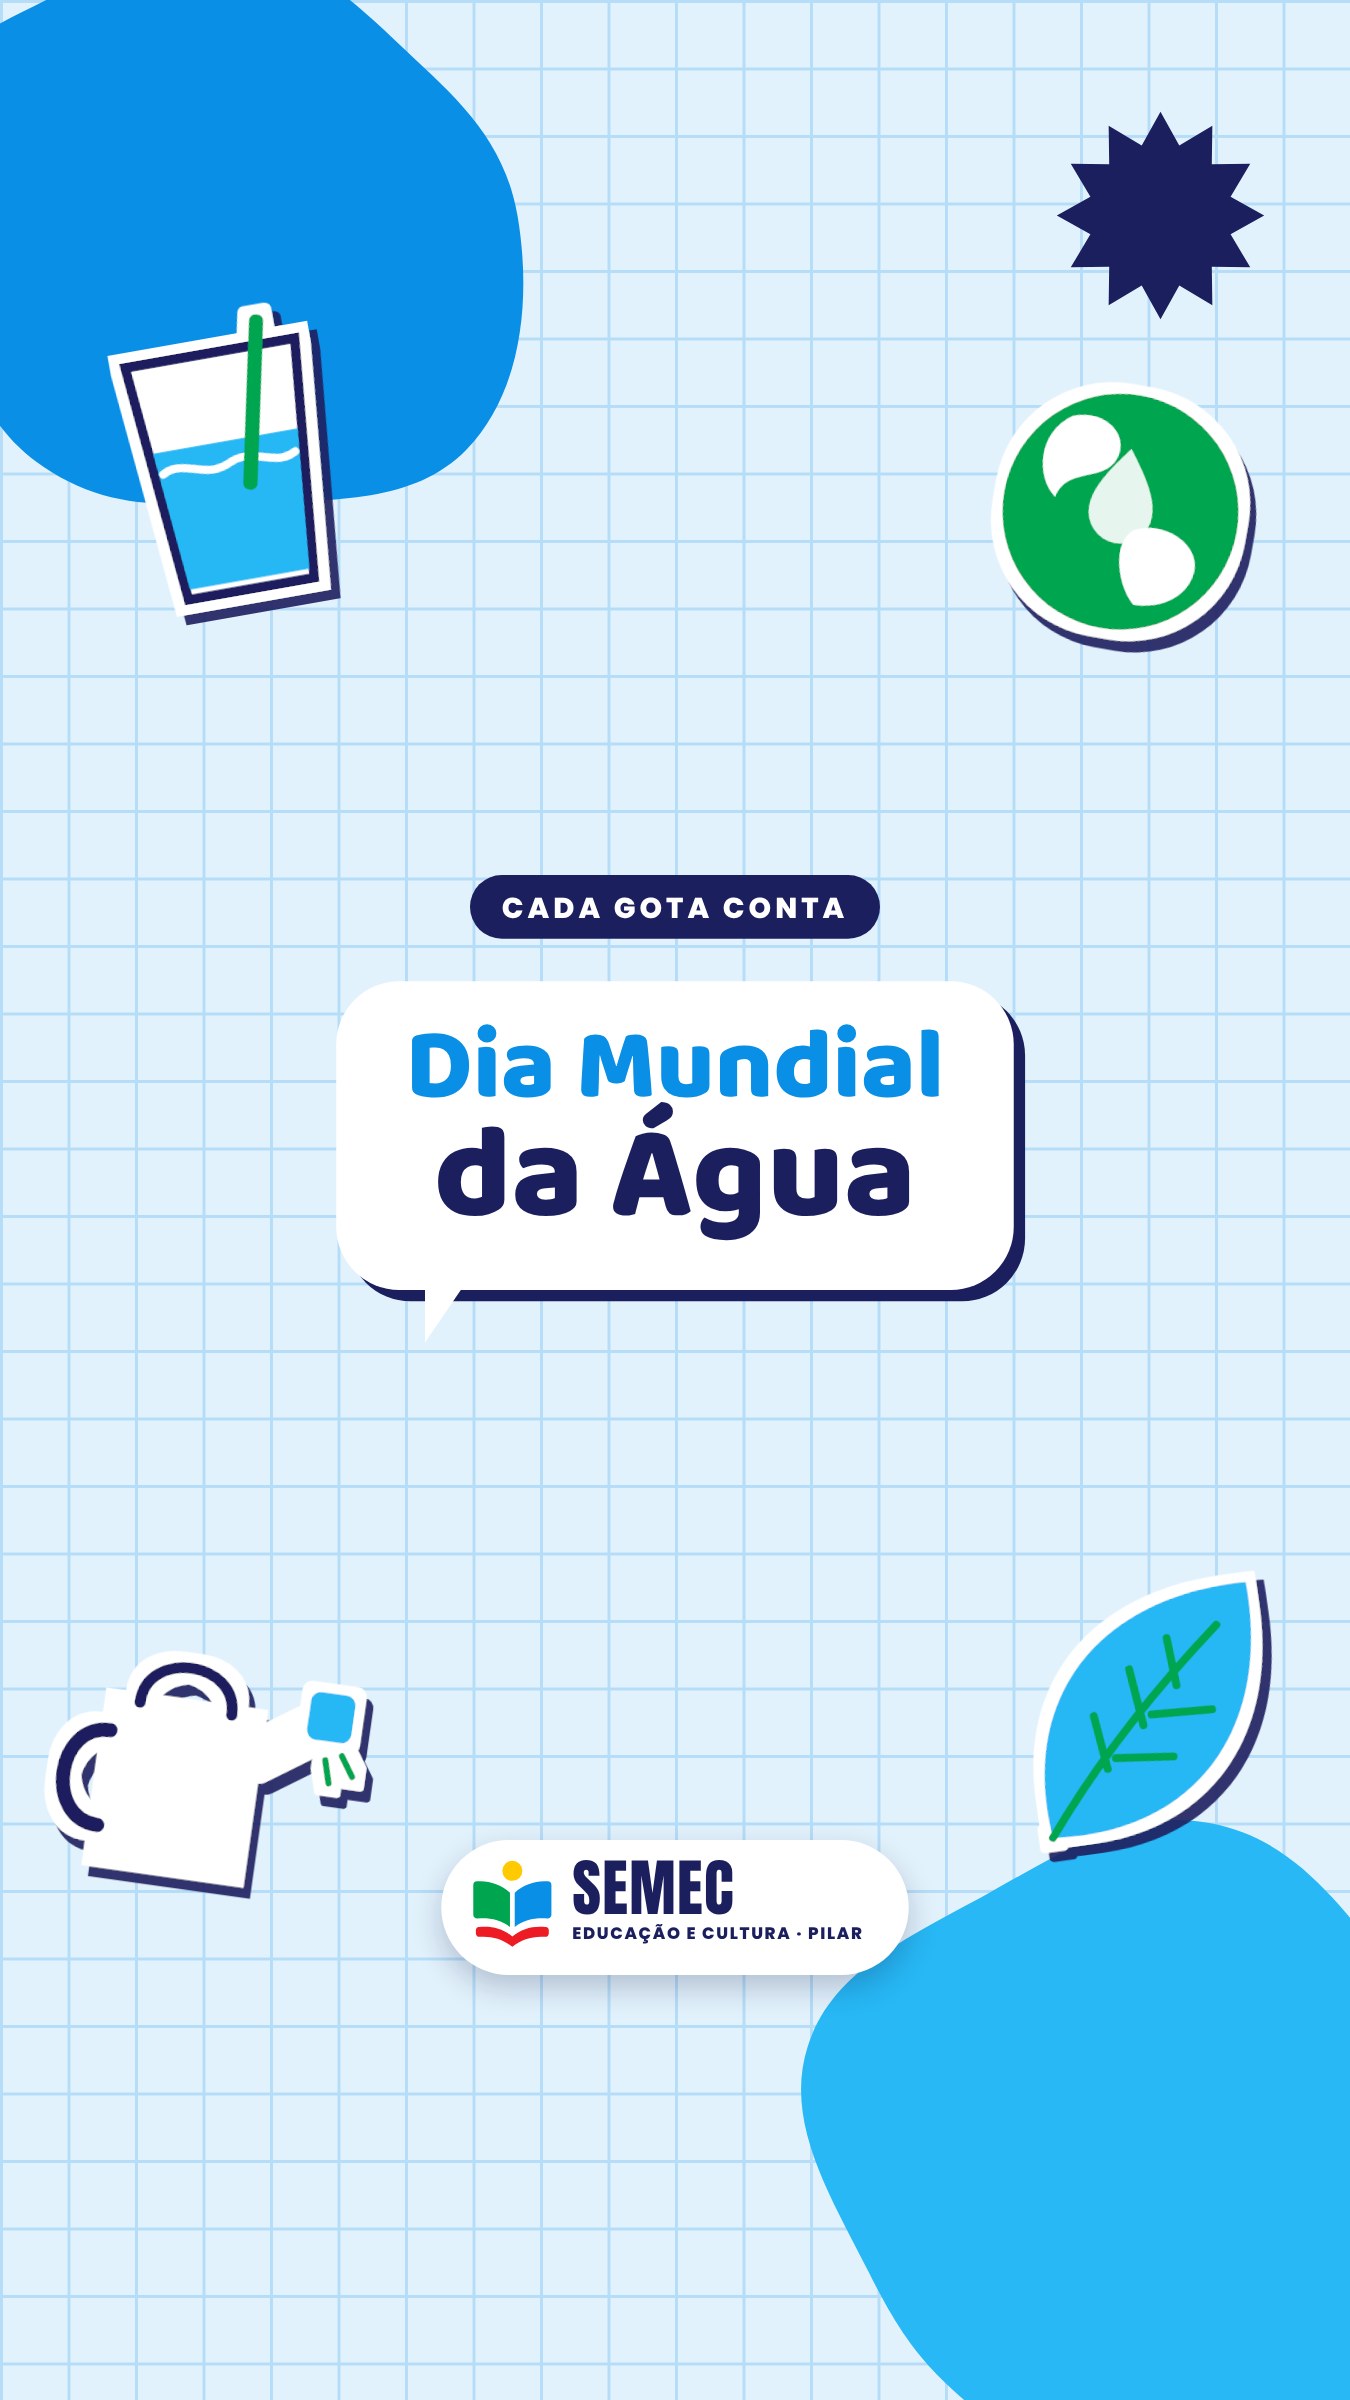 CADA GOTA CONTA
Dia Mundial
da Água
SEMEC
EDUCAÇÃO E CULTURA · PILAR